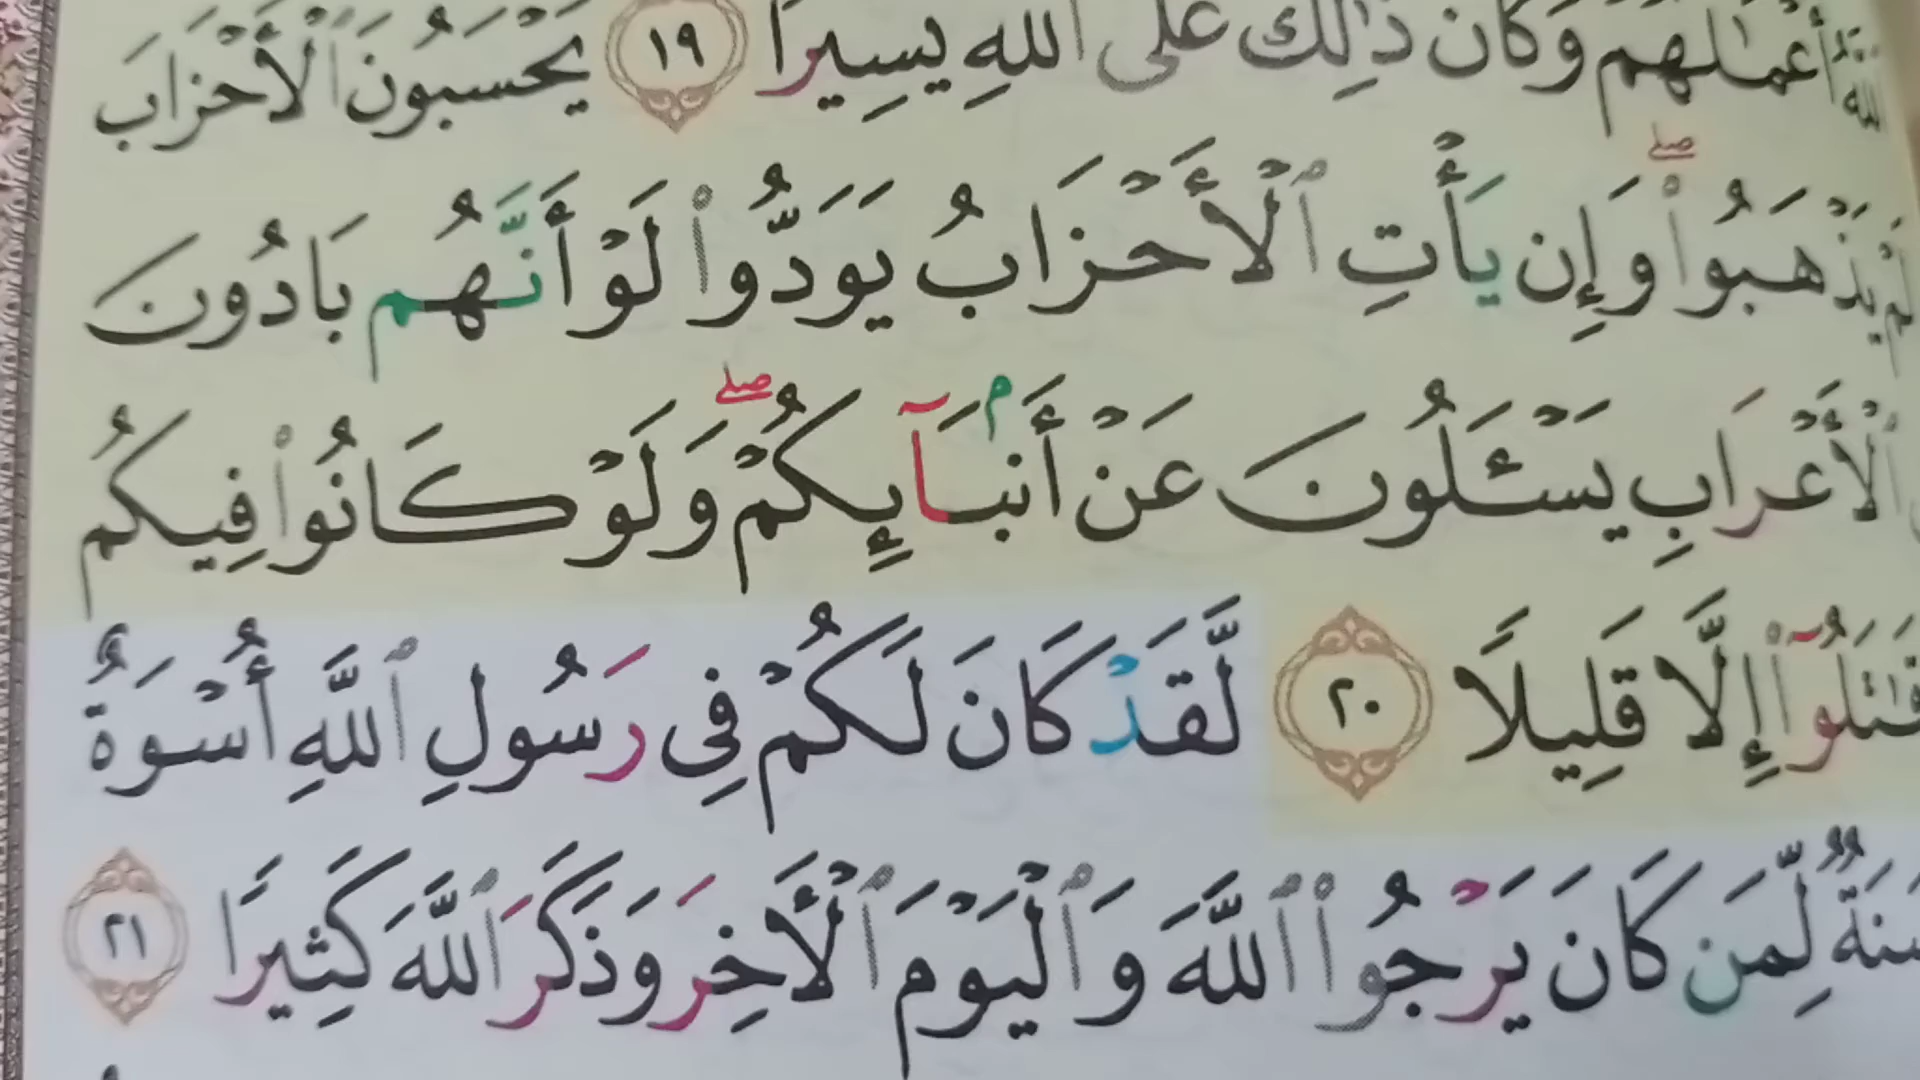 أَعْمَـٰلَهُمْ وَكَانَ ذَٰلِكَ عَلَى ٱللَّهِ يَسِيرًا ١٩ يَحْسَبُونَ ٱلْأَحْزَابَ
لَمْ يَذْهَبُوا۟ ۖ وَإِن يَأْتِ ٱلْأَحْزَابُ يَوَدُّوا۟ لَوْ أَنَّهُم بَادُونَ
ٱلْأَعْرَابِ يَسْـَٔلُونَ عَنْ أَنۢبَآئِكُمْ ۖ وَلَوْ كَانُوا۟ فِيكُم
قَـٰتَلُوٓا۟ إِلَّا قَلِيلًا ٢٠ لَّقَدْ كَانَ لَكُمْ فِى رَسُولِ ٱللَّهِ أُسْوَةٌ
لِّمَن كَانَ يَرْجُوا۟ ٱللَّهَ وَٱلْيَوْمَ ٱلْأَخِرَ وَذَكَرَ ٱللَّهَ كَثِيرًا ٢١